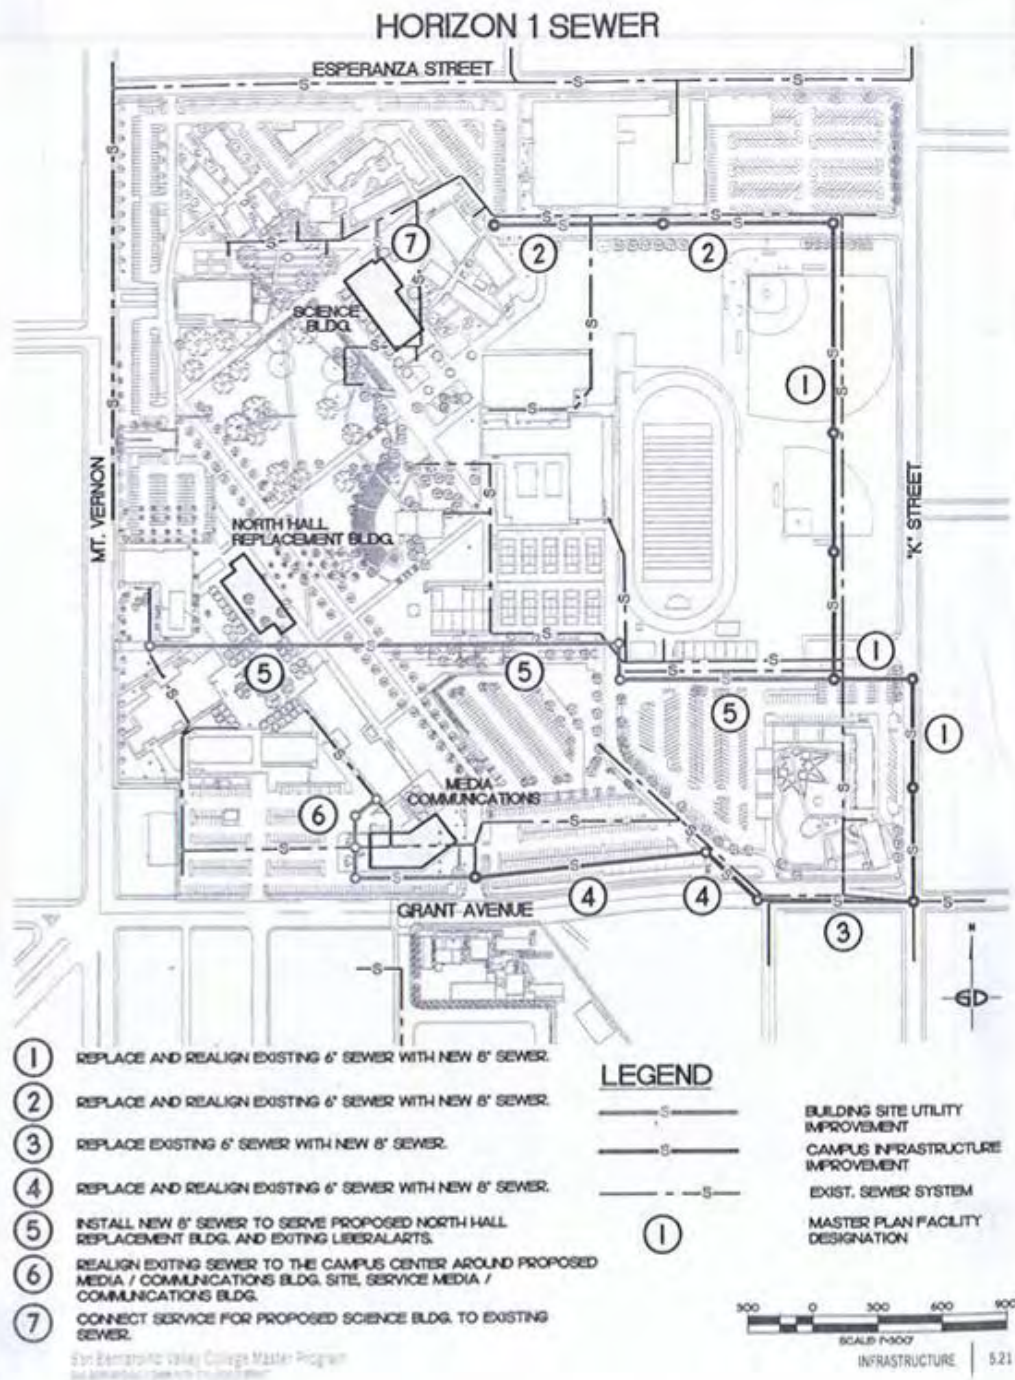 HORIZON 1 SEWER
ESPERANZA STREET
S S S
S
S S S
S
7
2
2
SCIENCE
BLDG.
S
S
S
S
1
S
S
S
MT. VERNON
"K" STREET
NORTH HALL
REPLACEMENT BLDG.
S
S
S
S
S
S
S
1
5
5
5
S
S
1
MEDIA
COMMUNICATIONS
6
S
S
S
S
S
S
4
4
GRANT AVENUE
S
S
3
S
N
GD
1 REPLACE AND REALIGN EXISTING 6" SEWER WITH NEW 8" SEWER.
2 REPLACE AND REALIGN EXISTING 6" SEWER WITH NEW 8" SEWER.
3 REPLACE EXISTING 6" SEWER WITH NEW 8" SEWER.
4 REPLACE AND REALIGN EXISTING 6" SEWER WITH NEW 8" SEWER.
5 INSTALL NEW 8" SEWER TO SERVE PROPOSED NORTH HALL
REPLACEMENT BLDG. AND EXITING LIBERALARTS.
6 REALIGN EXITING SEWER TO THE CAMPUS CENTER AROUND PROPOSED
MEDIA / COMMUNICATIONS BLDG. SITE, SERVICE MEDIA /
COMMUNICATIONS BLDG.
7 CONNECT SERVICE FOR PROPOSED SCIENCE BLDG. TO EXISTING
SEWER.
LEGEND
S BUILDING SITE UTILITY
IMPROVEMENT
S CAMPUS INFRASTRUCTURE
IMPROVEMENT
S EXIST. SEWER SYSTEM
1 MASTER PLAN FACILITY
DESIGNATION
300 0 300 600 900
SCALE: 1"=300'
San Bernardino Valley College Master Program
INFRASTRUCTURE | 5.21